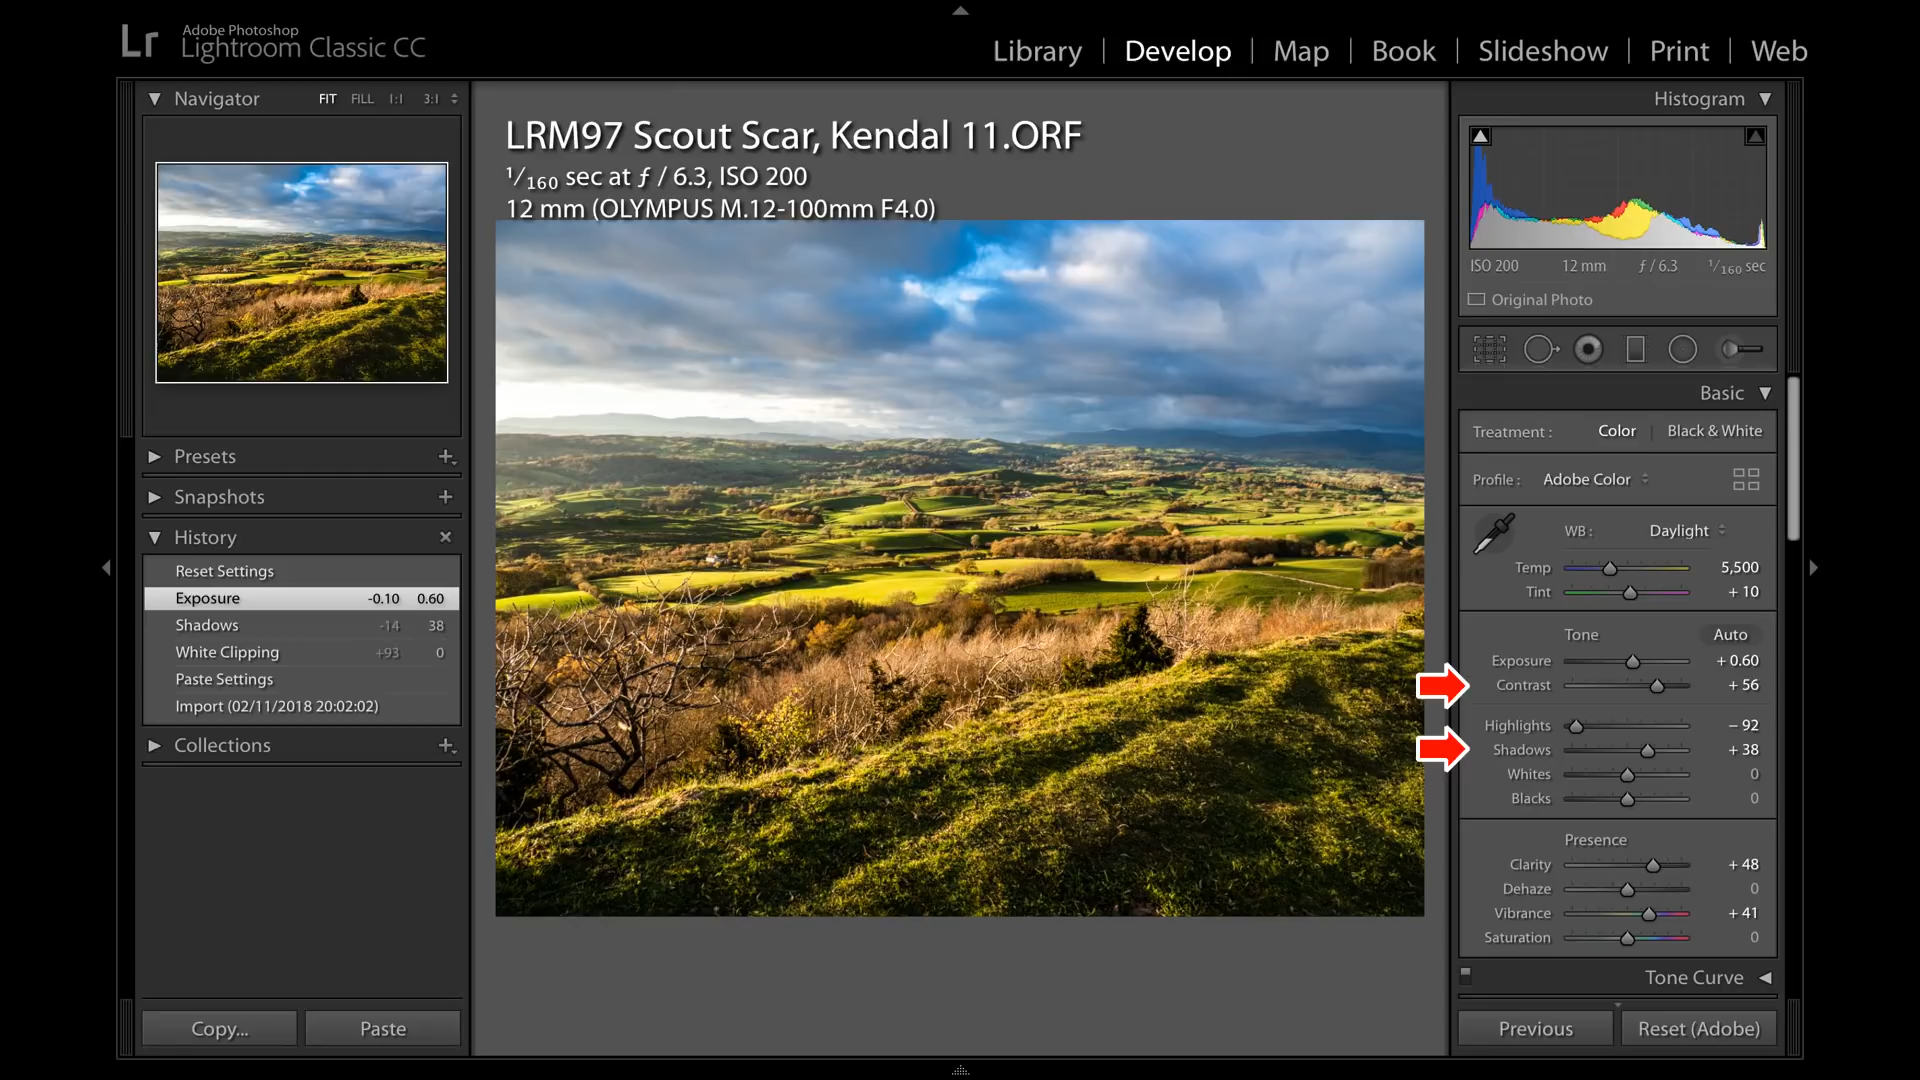 Lr Adobe Photoshop
Lightroom Classic CC
Library | Develop | Map | Book | Slideshow | Print | Web
Navigator FIT FILL 1:1 3:1
Presets
Snapshots
History
Reset Settings
Exposure -0.10 0.60
Shadows -14 38
White Clipping +93 0
Paste Settings
Import (02/11/2018 20:02:02)
Collections
Copy... Paste
LRM97 Scout Scar, Kendal 11.ORF
1/160 sec at ƒ / 6.3, ISO 200
12 mm (OLYMPUS M.12-100mm F4.0)
Histogram
ISO 200 12 mm ƒ / 6.3 1/160 sec
Original Photo
Basic
Treatment : Color | Black & White
Profile : Adobe Color
WB : Daylight
Temp 5,500
Tint + 10
Tone Auto
Exposure + 0.60
Contrast + 56
Highlights − 92
Shadows + 38
Whites 0
Blacks 0
Presence
Clarity + 48
Dehaze 0
Vibrance + 41
Saturation 0
Tone Curve
Previous Reset (Adobe)